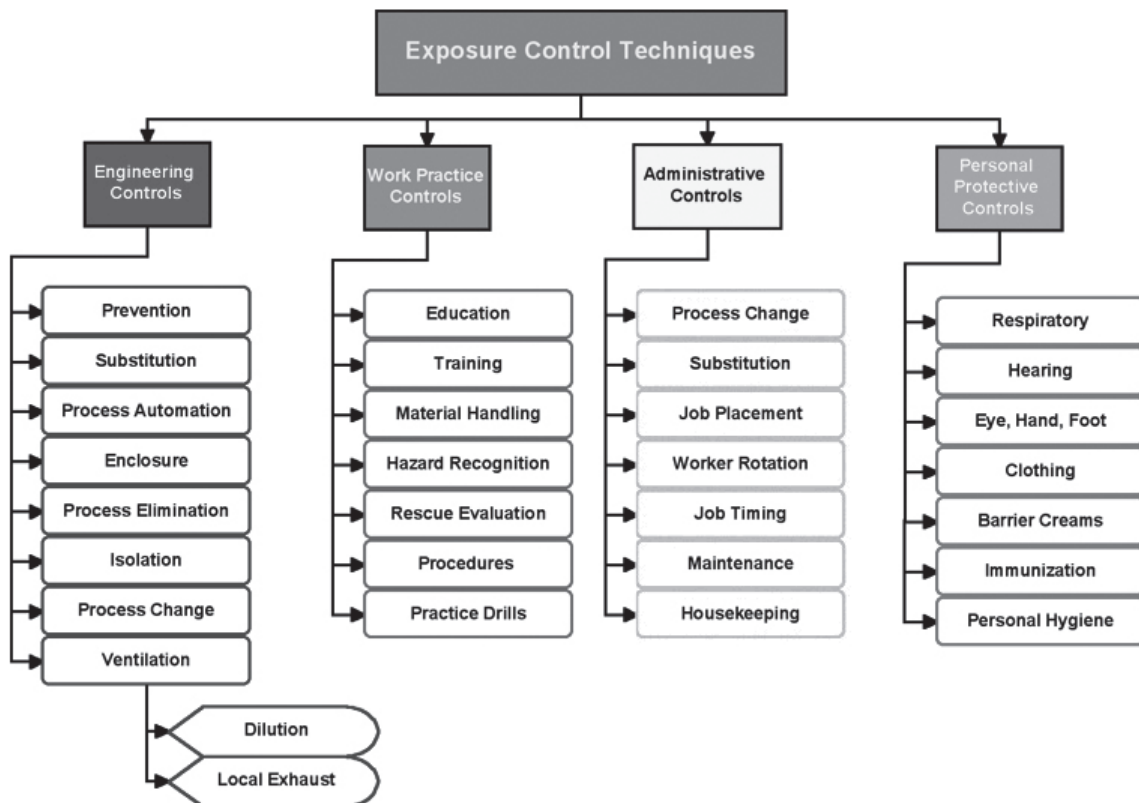 Exposure Control Techniques
Engineering
Controls
Work Practice
Controls
Administrative
Controls
Personal
Protective
Controls
Prevention
Substitution
Process Automation
Enclosure
Process Elimination
Isolation
Process Change
Ventilation
Dilution
Local Exhaust
Education
Training
Material Handling
Hazard Recognition
Rescue Evaluation
Procedures
Practice Drills
Process Change
Substitution
Job Placement
Worker Rotation
Job Timing
Maintenance
Housekeeping
Respiratory
Hearing
Eye, Hand, Foot
Clothing
Barrier Creams
Immunization
Personal Hygiene